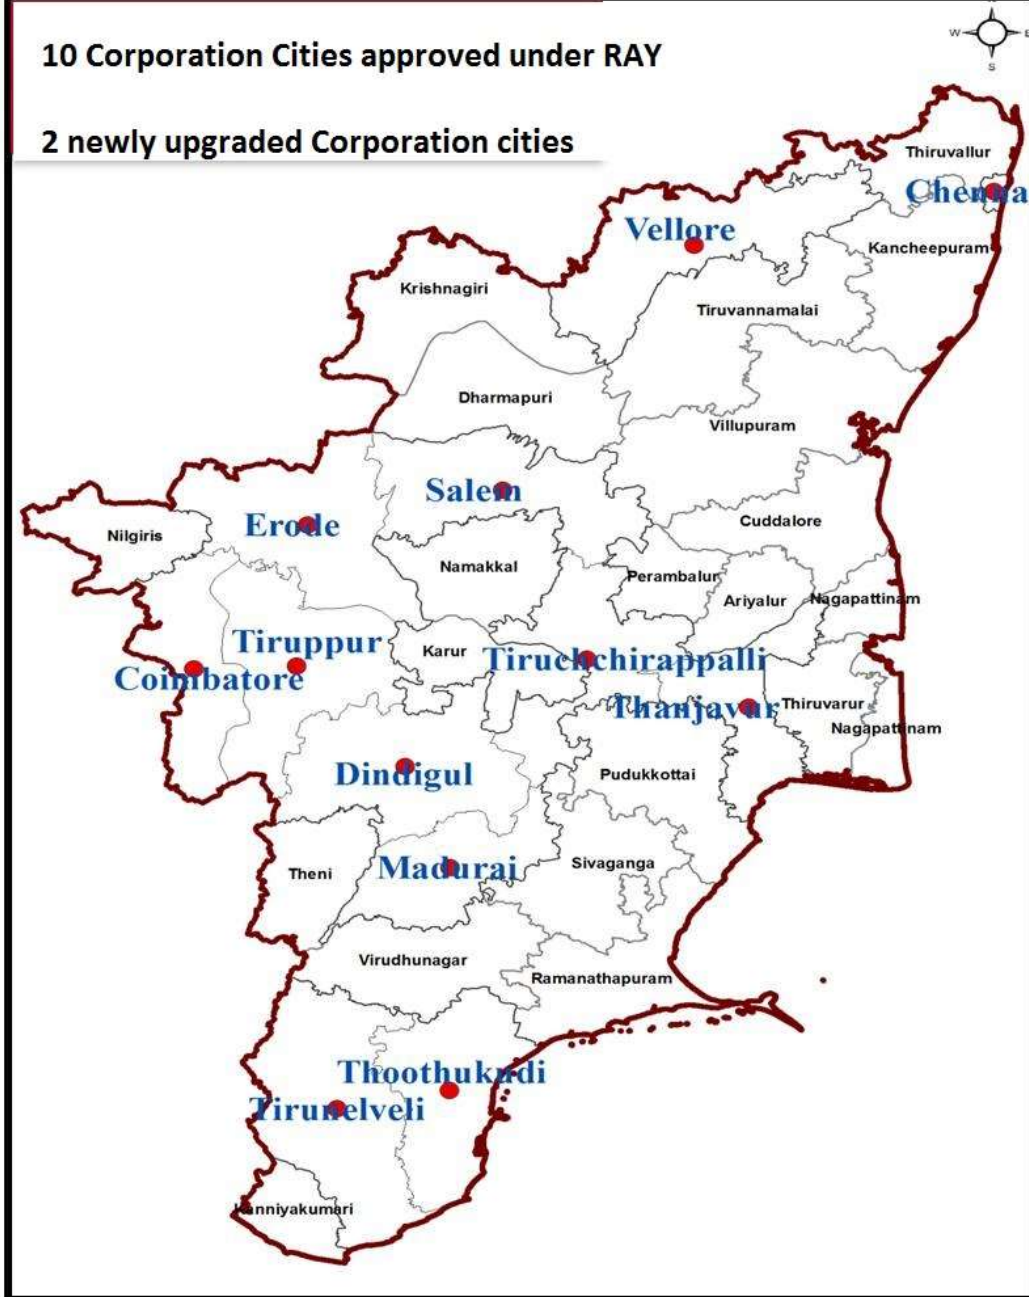 10 Corporation Cities approved under RAY
2 newly upgraded Corporation cities
W
E
S
Thiruvallur
Chennai
Vellore
Kancheepuram
Krishnagiri
Tiruvannamalai
Dharmapuri
Villupuram
Salem
Erode
Cuddalore
Nilgiris
Namakkal
Perambalur
Ariyalur
Nagapattinam
Tiruppur
Karur
Tiruchchirappalli
Coimbatore
Thanjavur
Thiruvarur
Nagapattinam
Dindigul
Pudukkottai
Madurai
Sivaganga
Theni
Virudhunagar
Ramanathapuram
Thoothukudi
Tirunelveli
Kanniyakumari